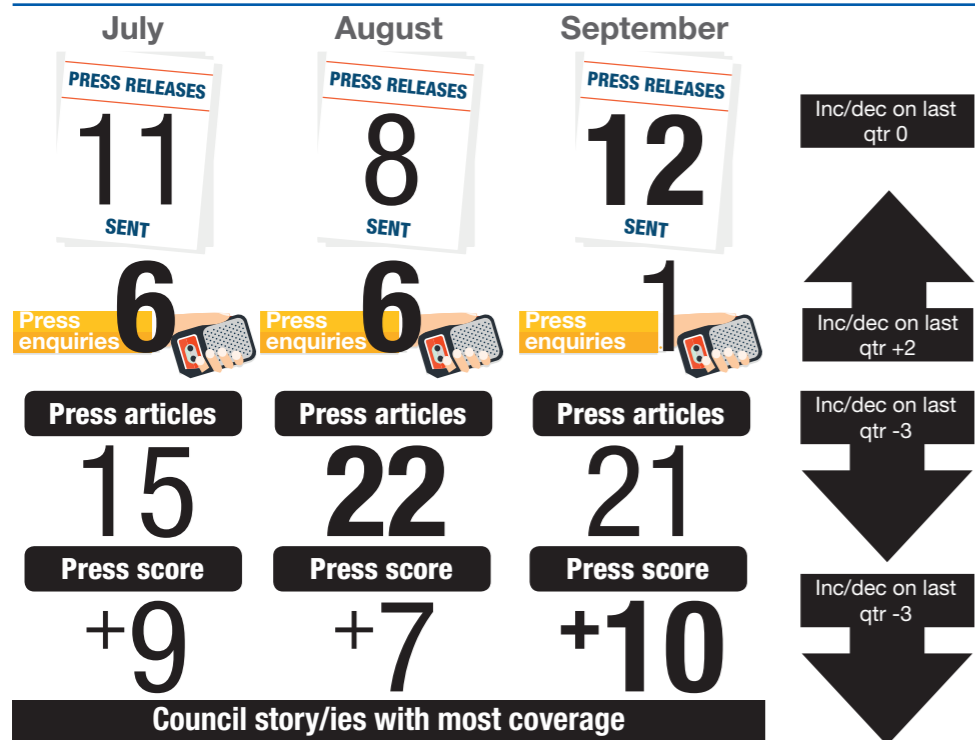 July August September
PRESS RELEASES PRESS RELEASES PRESS RELEASES
11 8 12
SENT SENT SENT
Inc/dec on last
qtr 0
Press
enquiries 6
Press
enquiries 6
Press
enquiries 1
Inc/dec on last
qtr +2
Press articles Press articles Press articles
15 22 21
Inc/dec on last
qtr -3
Press score Press score Press score
+9 +7 +10
Inc/dec on last
qtr -3
Council story/ies with most coverage